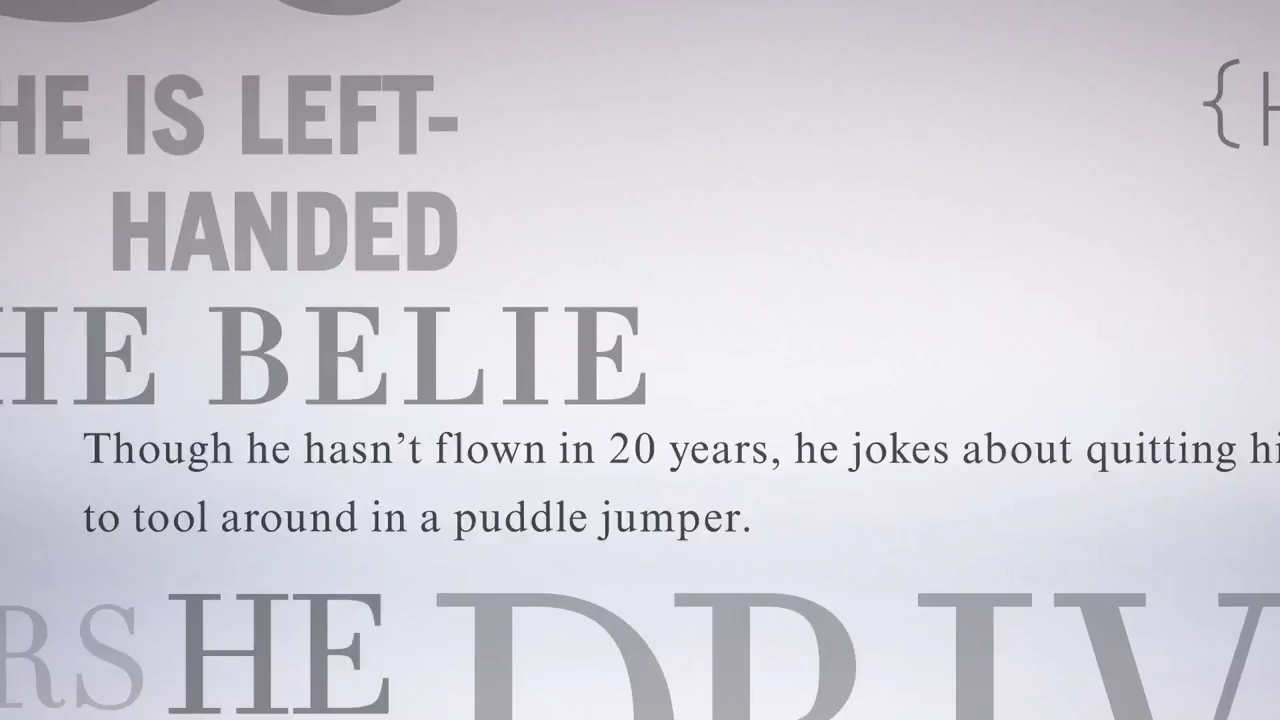 HE IS LEFT-
HANDED
{H
HE BELIE
Though he hasn’t flown in 20 years, he jokes about quitting hi
to tool around in a puddle jumper.
RS HE DRIV